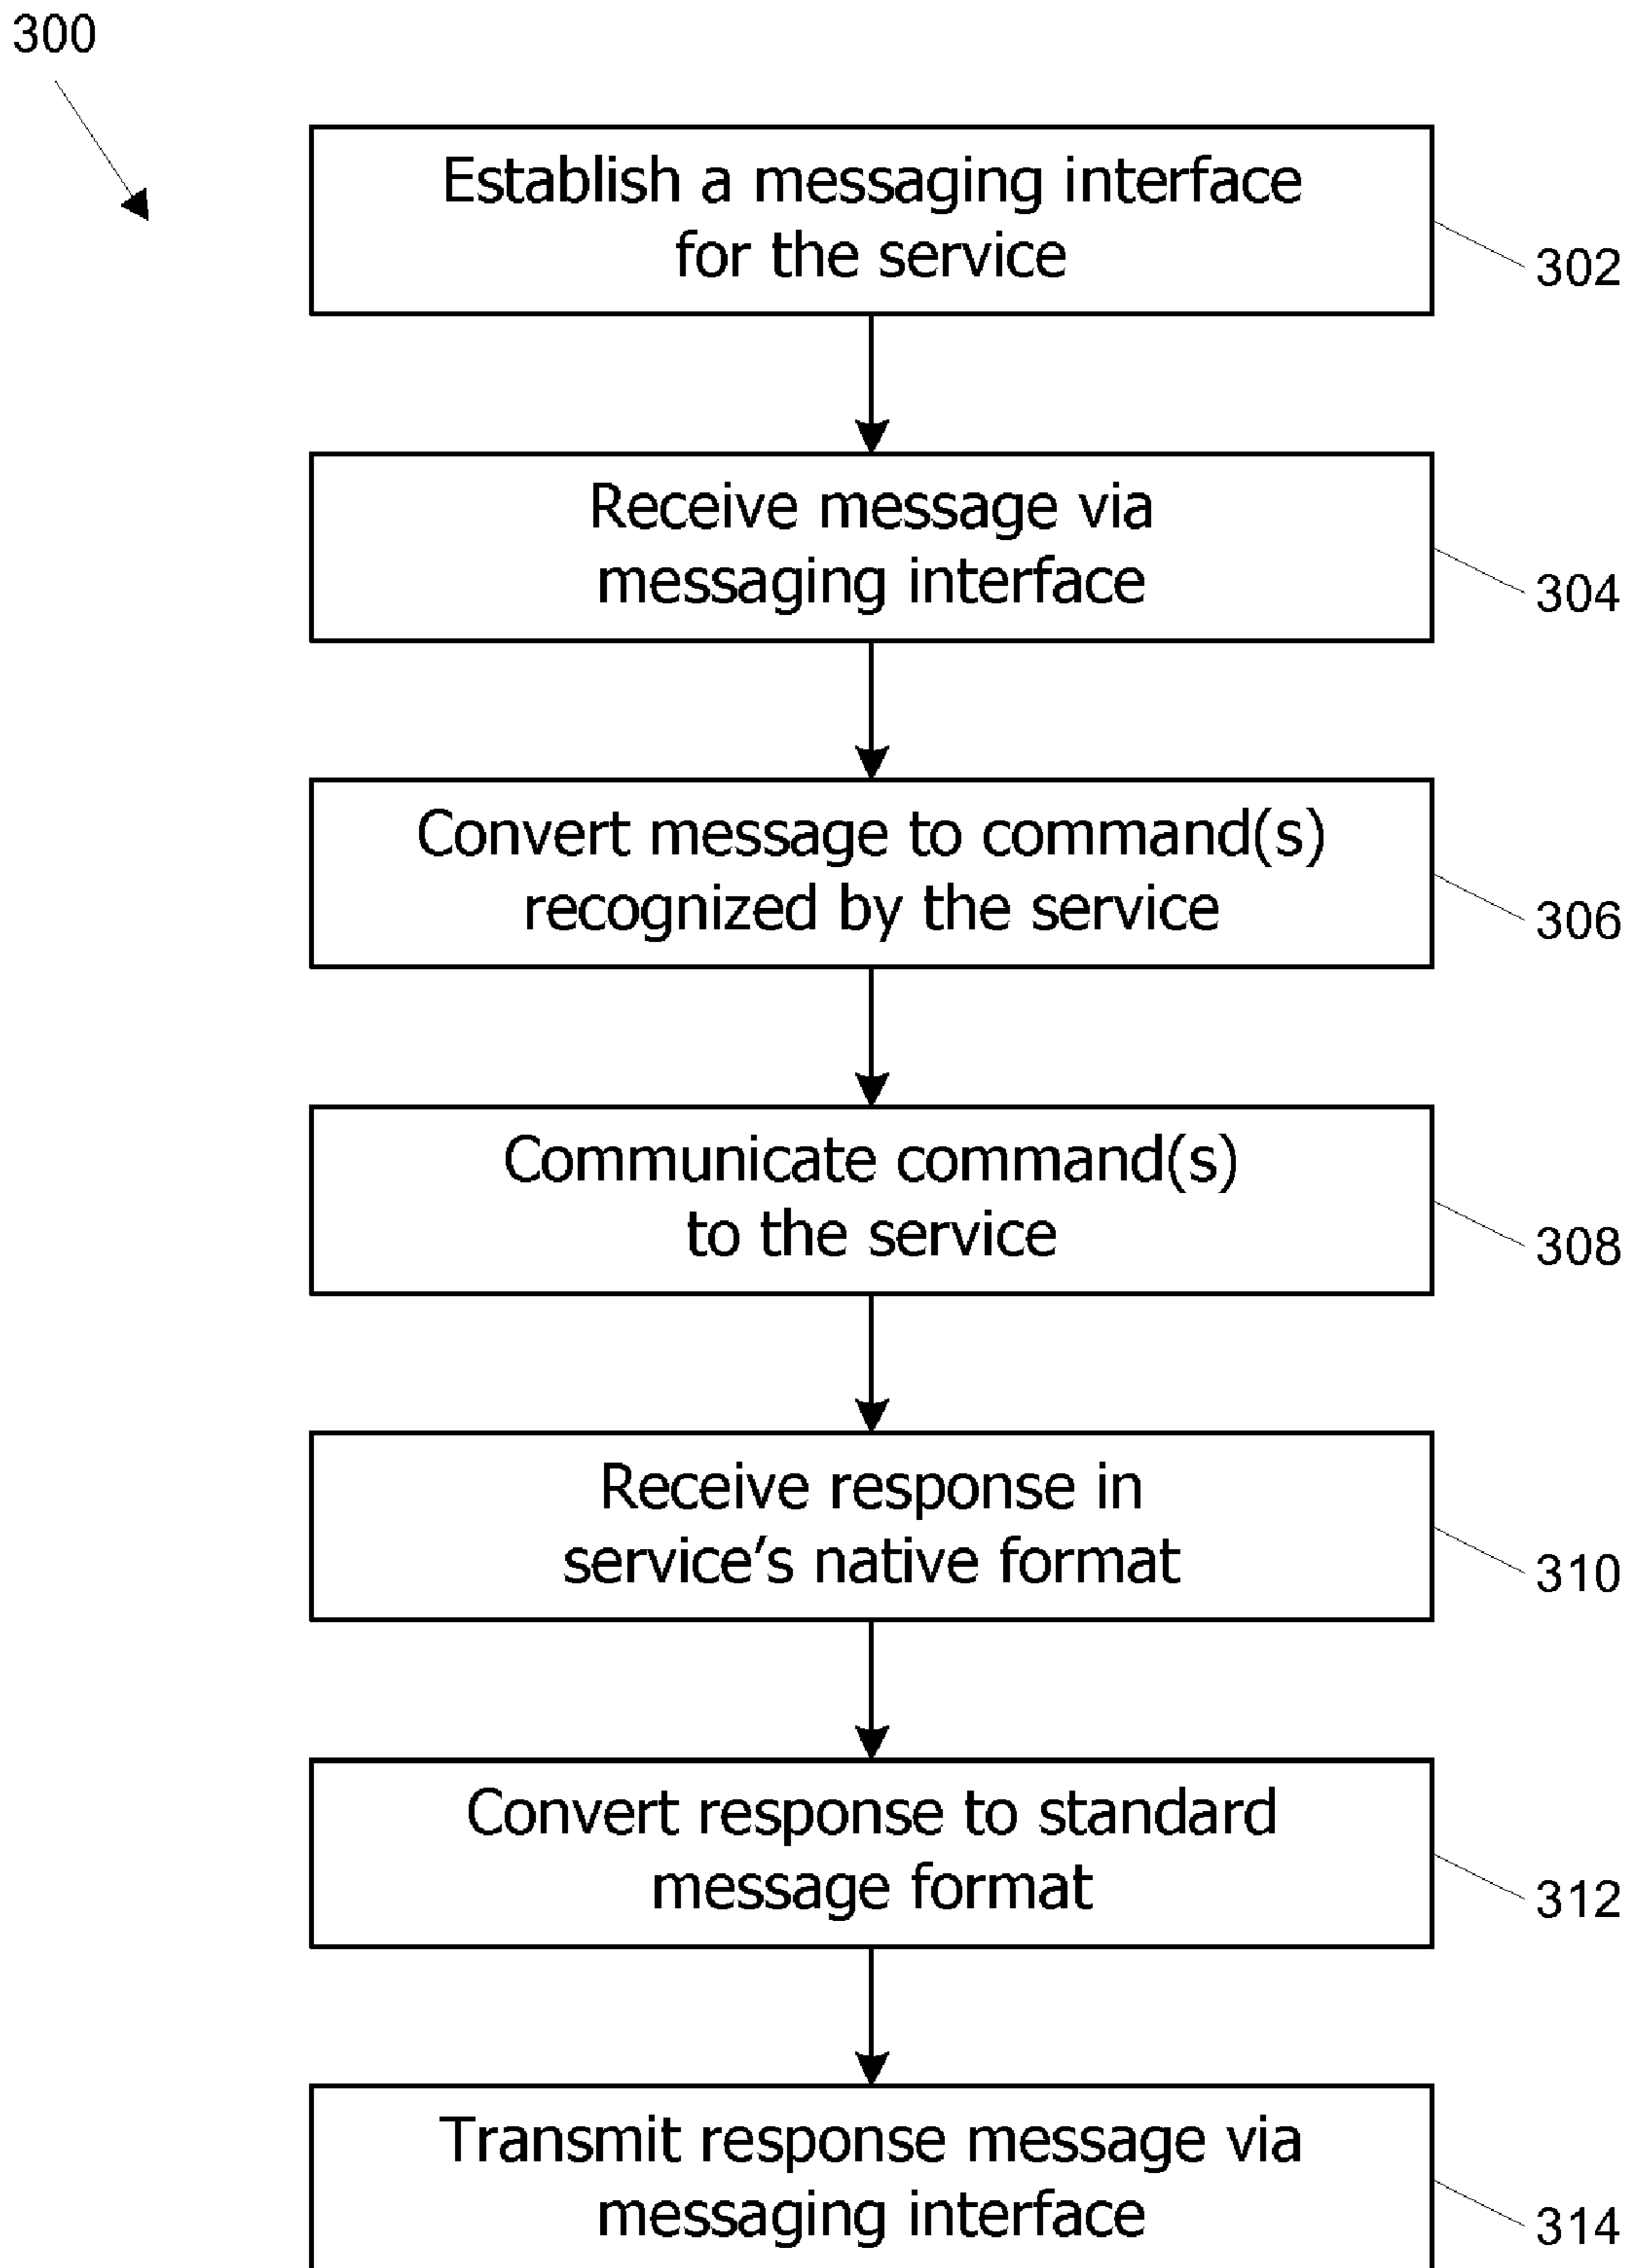 300
Establish a messaging interface
for the service
302
Receive message via
messaging interface
304
Convert message to command(s)
recognized by the service
306
Communicate command(s)
to the service
308
Receive response in
service’s native format
310
Convert response to standard
message format
312
Transmit response message via
messaging interface
314